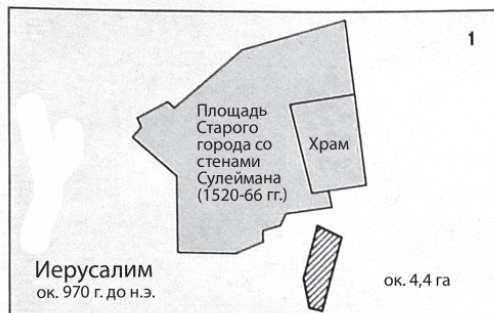 1
Площадь
Старого
города со
стенами
Сулеймана
(1520-66 гг.)
Храм
Иерусалим
ок. 970 г. до н.э.
ок. 4,4 га